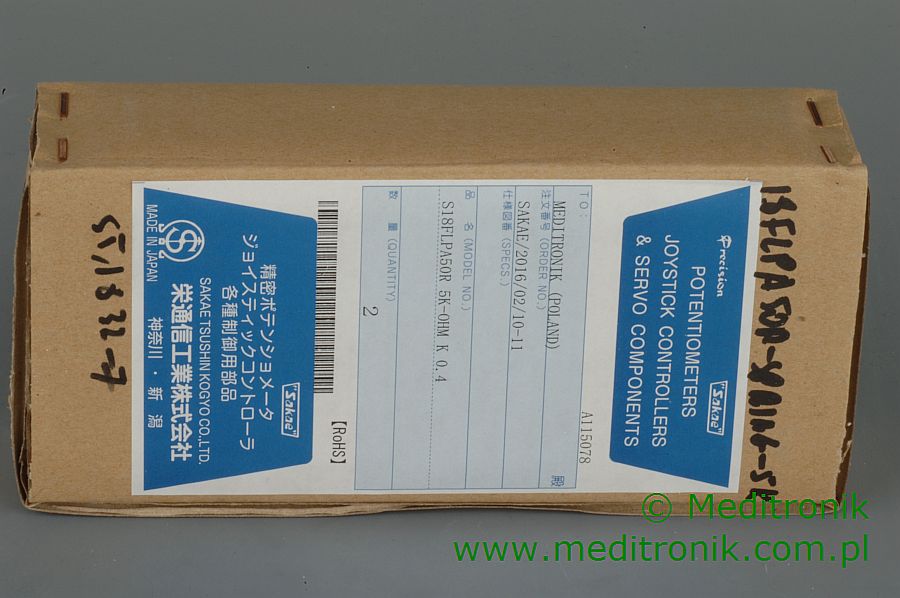 Precision
POTENTIOMETERS
JOYSTICK CONTROLLERS
& SERVO COMPONENTS
"Sakae"
A115078
TO:
MEDITRONIK (POLAND) 殿
注文番号 (ORDER NO.)
SAKAE/2016/02/10-11
仕様図番 (SPECS.)
品 名 (MODEL NO.)
S18FLPA50R 5K-OHM K 0.4
数 量 (QUANTITY)
2
【RoHS】
"Sakae"
精密ポテンショメータ
ジョイスティックコントローラ
各種制御用部品
SAKAE TSUSHIN KOGYO CO.,LTD.
栄通信工業株式会社
MADE IN JAPAN
神奈川・新潟
© Meditronik
www.meditronik.com.pl